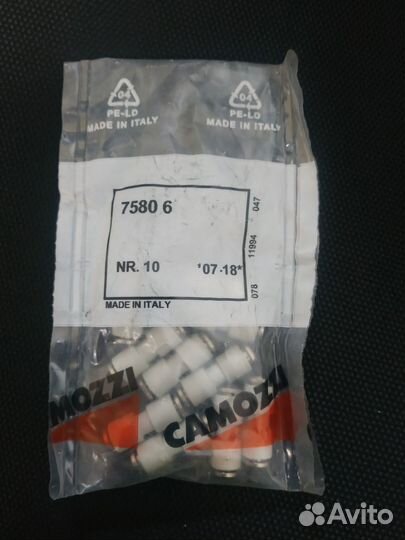 04
PE-LD
MADE IN ITALY
04
PE-LD
MADE IN ITALY
7580 6
NR. 10
'07-18*
078 11994 047
MADE IN ITALY
MOZZI
CAMOZZI
Avito